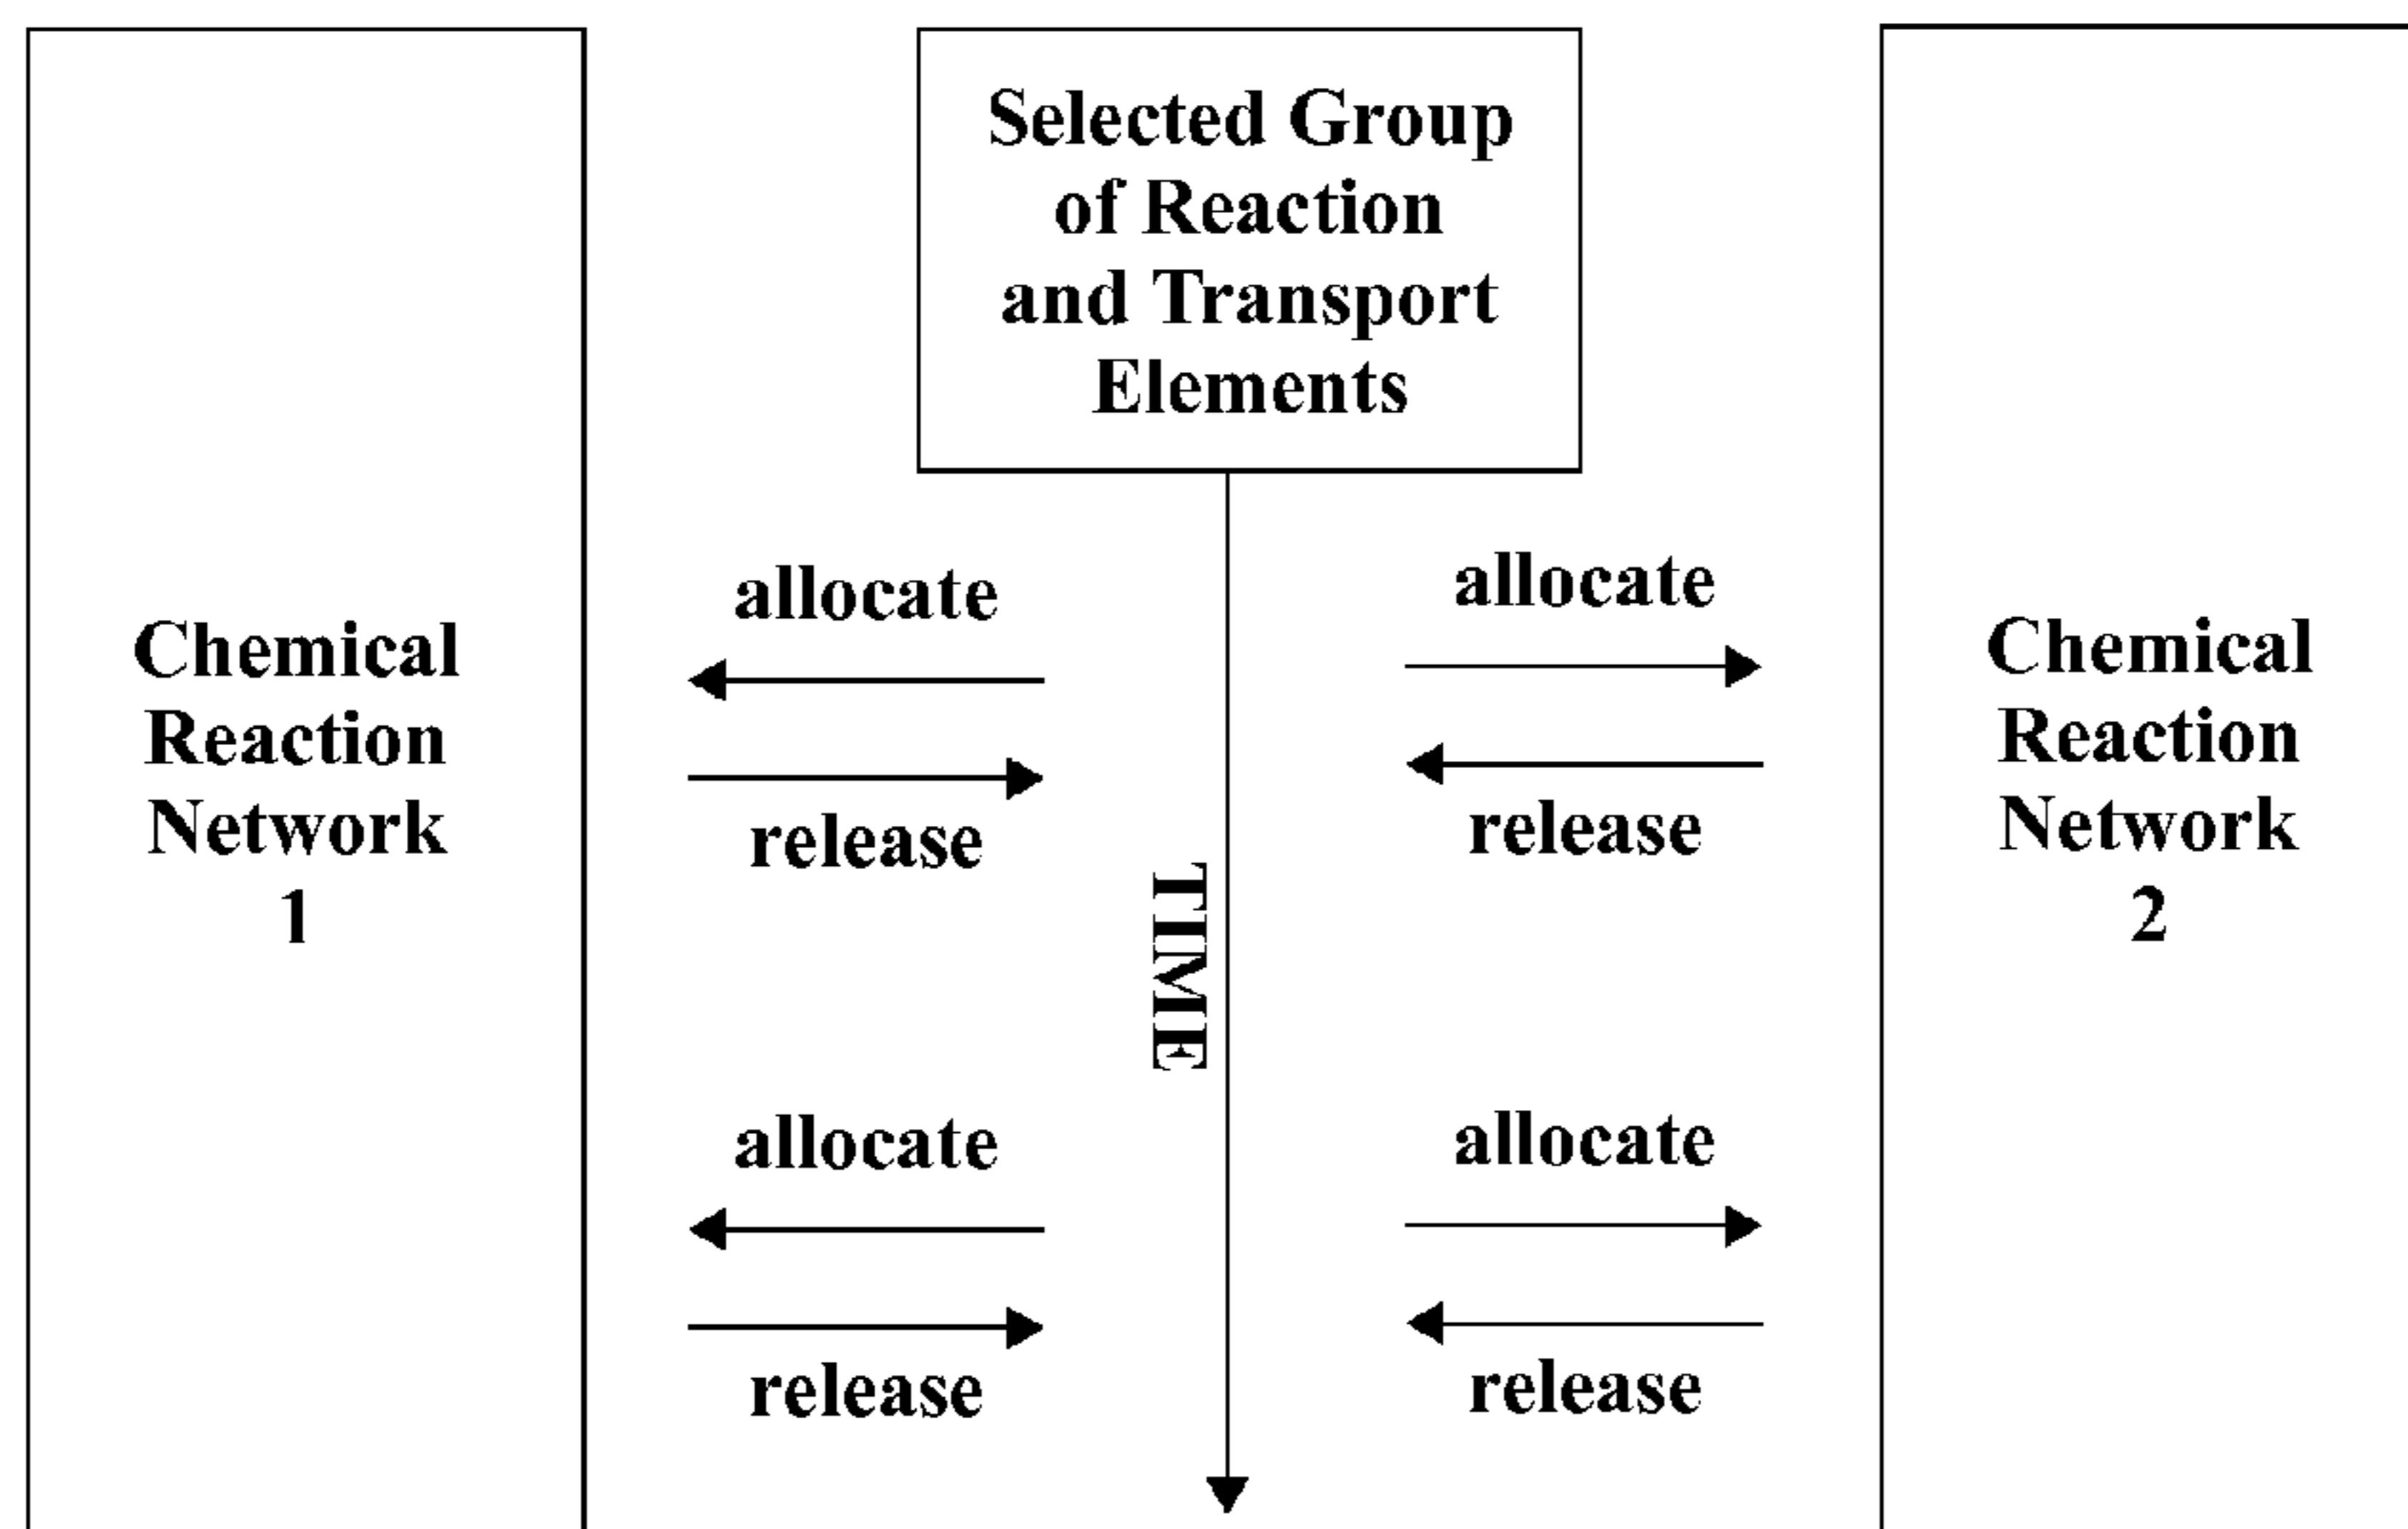 Selected Group
of Reaction
and Transport
Elements
Chemical
Reaction
Network
1
allocate
release
allocate
release
TIME
allocate
release
allocate
release
Chemical
Reaction
Network
2